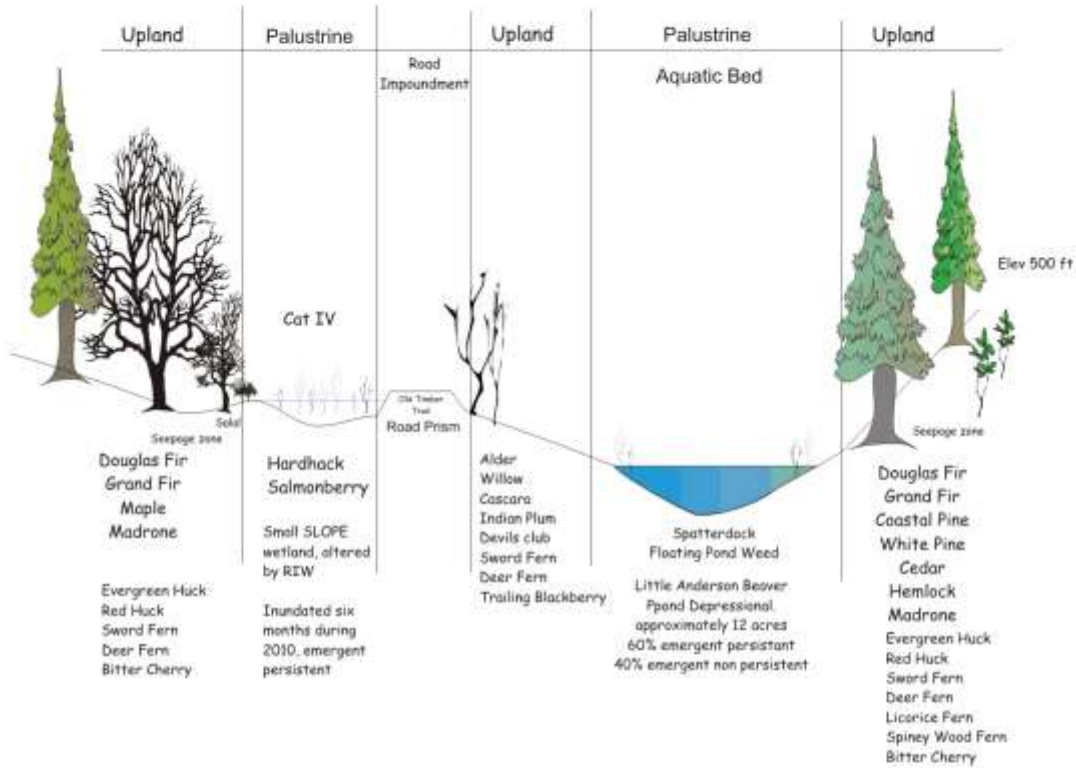 Upland
Palustrine
Upland
Palustrine
Upland
Road
Impoundment
Aquatic Bed
Elev 500 ft
Cat IV
Old Timber
Trail
Road Prism
Salal
Seepage zone
Seepage zone
Douglas Fir
Grand Fir
Maple
Madrone
Evergreen Huck
Red Huck
Sword Fern
Deer Fern
Bitter Cherry
Hardhack
Salmonberry
Small SLOPE
wetland, altered
by RIW
Inundated six
months during
2010, emergent
persistent
Alder
Willow
Cascara
Indian Plum
Devils club
Sword Fern
Deer Fern
Trailing Blackberry
Spatterdock
Floating Pond Weed
Little Anderson Beaver
Ppond Depressional
approximately 12 acres
60% emergent persistant
40% emergent non persistent
Douglas Fir
Grand Fir
Coastal Pine
White Pine
Cedar
Hemlock
Madrone
Evergreen Huck
Red Huck
Sword Fern
Deer Fern
Licorice Fern
Spiney Wood Fern
Bitter Cherry